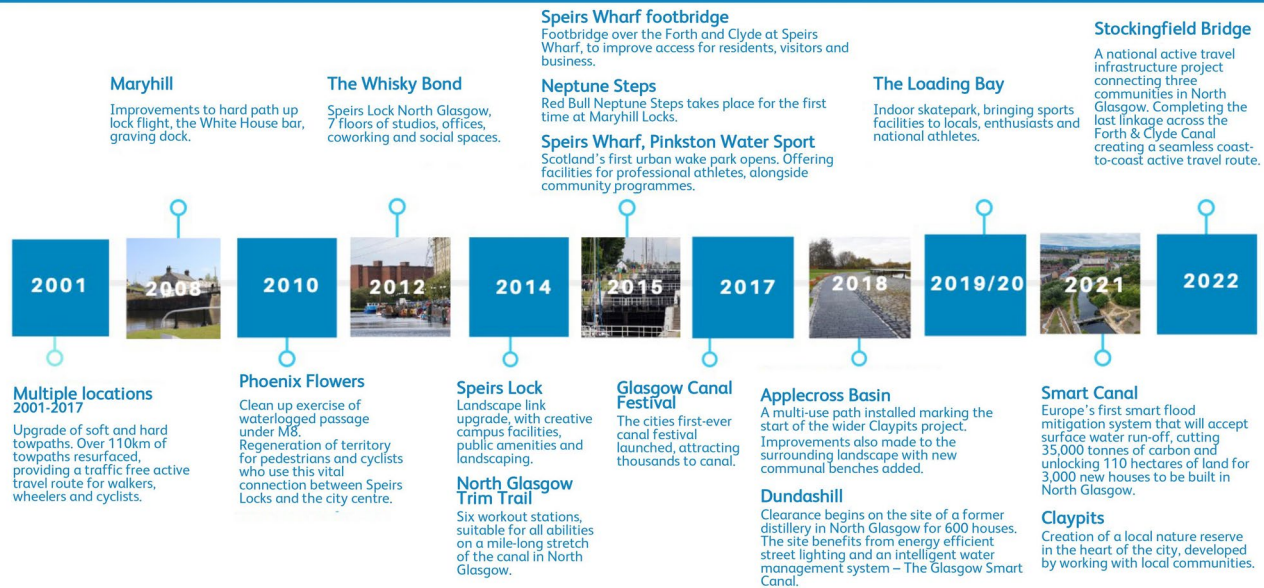 Maryhill
Improvements to hard path up
lock flight, the White House bar,
graving dock.
The Whisky Bond
Speirs Lock North Glasgow,
7 floors of studios, offices,
coworking and social spaces.
Speirs Wharf footbridge
Footbridge over the Forth and Clyde at Speirs
Wharf, to improve access for residents, visitors and
business.
Neptune Steps
Red Bull Neptune Steps takes place for the first
time at Maryhill Locks.
Speirs Wharf, Pinkston Water Sport
Scotland's first urban wake park opens. Offering
facilities for professional athletes, alongside
community programmes.
The Loading Bay
Indoor skatepark, bringing sports
facilities to locals, enthusiasts and
national athletes.
Stockingfield Bridge
A national active travel
infrastructure project
connecting three
communities in North
Glasgow. Completing the
last linkage across the
Forth & Clyde Canal
creating a seamless coast-
to-coast active travel route.
2001
2008
2010
2012
2014
2015
2017
2018
2019/20
2021
2022
Multiple locations
2001-2017
Upgrade of soft and hard
towpaths. Over 110km of
towpaths resurfaced,
providing a traffic free active
travel route for walkers,
wheelers and cyclists.
Phoenix Flowers
Clean up exercise of
waterlogged passage
under M8.
Regeneration of territory
for pedestrians and cyclists
who use this vital
connection between Speirs
Locks and the city centre.
Speirs Lock
Landscape link
upgrade, with creative
campus facilities,
public amenities and
landscaping.
North Glasgow
Trim Trail
Six workout stations,
suitable for all abilities
on a mile-long stretch
of the canal in North
Glasgow.
Glasgow Canal
Festival
The cities first-ever
canal festival
launched, attracting
thousands to canal.
Applecross Basin
A multi-use path installed marking the
start of the wider Claypits project.
Improvements also made to the
surrounding landscape with new
communal benches added.
Dundashill
Clearance begins on the site of a former
distillery in North Glasgow for 600 houses.
The site benefits from energy efficient
street lighting and an intelligent water
management system – The Glasgow Smart
Canal.
Smart Canal
Europe's first smart flood
mitigation system that will accept
surface water run-off, cutting
35,000 tonnes of carbon and
unlocking 110 hectares of land for
3,000 new houses to be built in
North Glasgow.
Claypits
Creation of a local nature reserve
in the heart of the city, developed
by working with local communities.